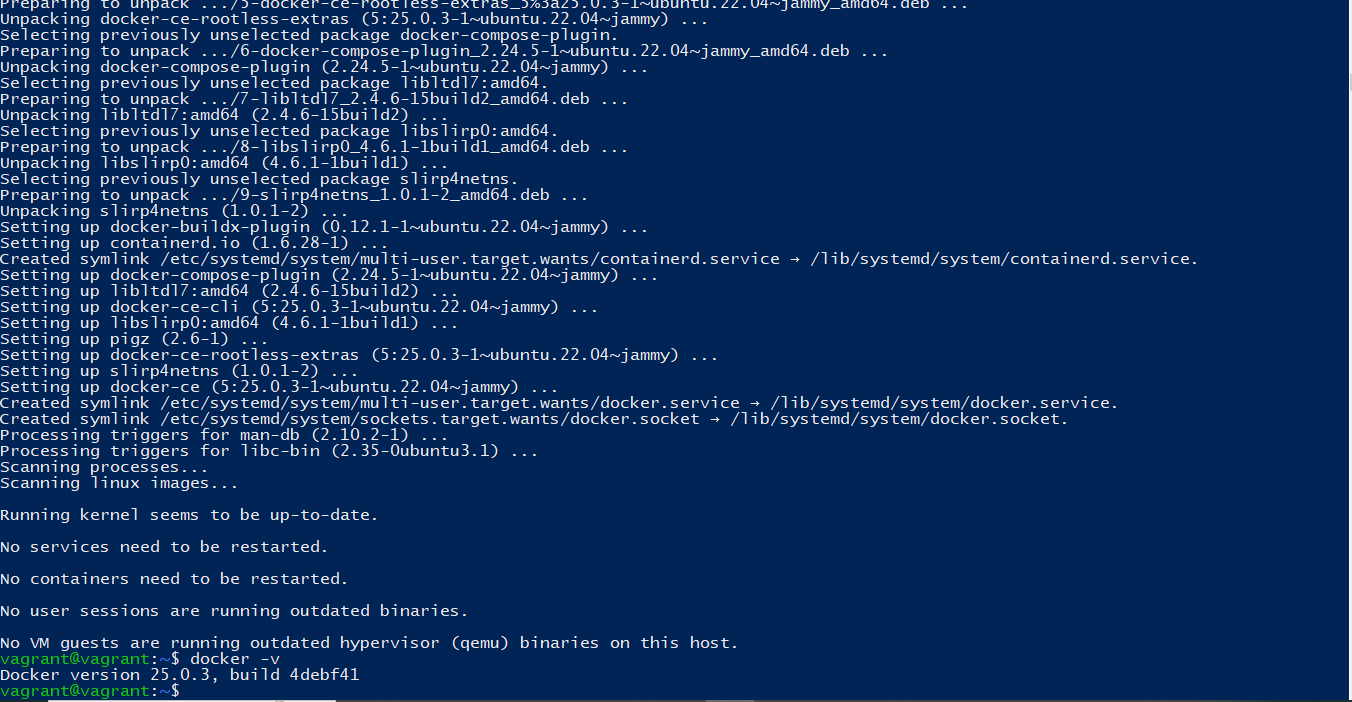 Preparing to unpack .../5-docker-ce-rootless-extras_5%3a25.0.3-1~ubuntu.22.04~jammy_amd64.deb ...
Unpacking docker-ce-rootless-extras (5:25.0.3-1~ubuntu.22.04~jammy) ...
Selecting previously unselected package docker-compose-plugin.
Preparing to unpack .../6-docker-compose-plugin_2.24.5-1~ubuntu.22.04~jammy_amd64.deb ...
Unpacking docker-compose-plugin (2.24.5-1~ubuntu.22.04~jammy) ...
Selecting previously unselected package libltdl7:amd64.
Preparing to unpack .../7-libltdl7_2.4.6-15build2_amd64.deb ...
Unpacking libltdl7:amd64 (2.4.6-15build2) ...
Selecting previously unselected package libslirp0:amd64.
Preparing to unpack .../8-libslirp0_4.6.1-1build1_amd64.deb ...
Unpacking libslirp0:amd64 (4.6.1-1build1) ...
Selecting previously unselected package slirp4netns.
Preparing to unpack .../9-slirp4netns_1.0.1-2_amd64.deb ...
Unpacking slirp4netns (1.0.1-2) ...
Setting up docker-buildx-plugin (0.12.1-1~ubuntu.22.04~jammy) ...
Setting up containerd.io (1.6.28-1) ...
Created symlink /etc/systemd/system/multi-user.target.wants/containerd.service → /lib/systemd/system/containerd.service.
Setting up docker-compose-plugin (2.24.5-1~ubuntu.22.04~jammy) ...
Setting up libltdl7:amd64 (2.4.6-15build2) ...
Setting up docker-ce-cli (5:25.0.3-1~ubuntu.22.04~jammy) ...
Setting up libslirp0:amd64 (4.6.1-1build1) ...
Setting up pigz (2.6-1) ...
Setting up docker-ce-rootless-extras (5:25.0.3-1~ubuntu.22.04~jammy) ...
Setting up slirp4netns (1.0.1-2) ...
Setting up docker-ce (5:25.0.3-1~ubuntu.22.04~jammy) ...
Created symlink /etc/systemd/system/multi-user.target.wants/docker.service → /lib/systemd/system/docker.service.
Created symlink /etc/systemd/system/sockets.target.wants/docker.socket → /lib/systemd/system/docker.socket.
Processing triggers for man-db (2.10.2-1) ...
Processing triggers for libc-bin (2.35-0ubuntu3.1) ...
Scanning processes...
Scanning linux images...
Running kernel seems to be up-to-date.
No services need to be restarted.
No containers need to be restarted.
No user sessions are running outdated binaries.
No VM guests are running outdated hypervisor (qemu) binaries on this host.
vagrant@vagrant:~$ docker -v
Docker version 25.0.3, build 4debf41
vagrant@vagrant:~$